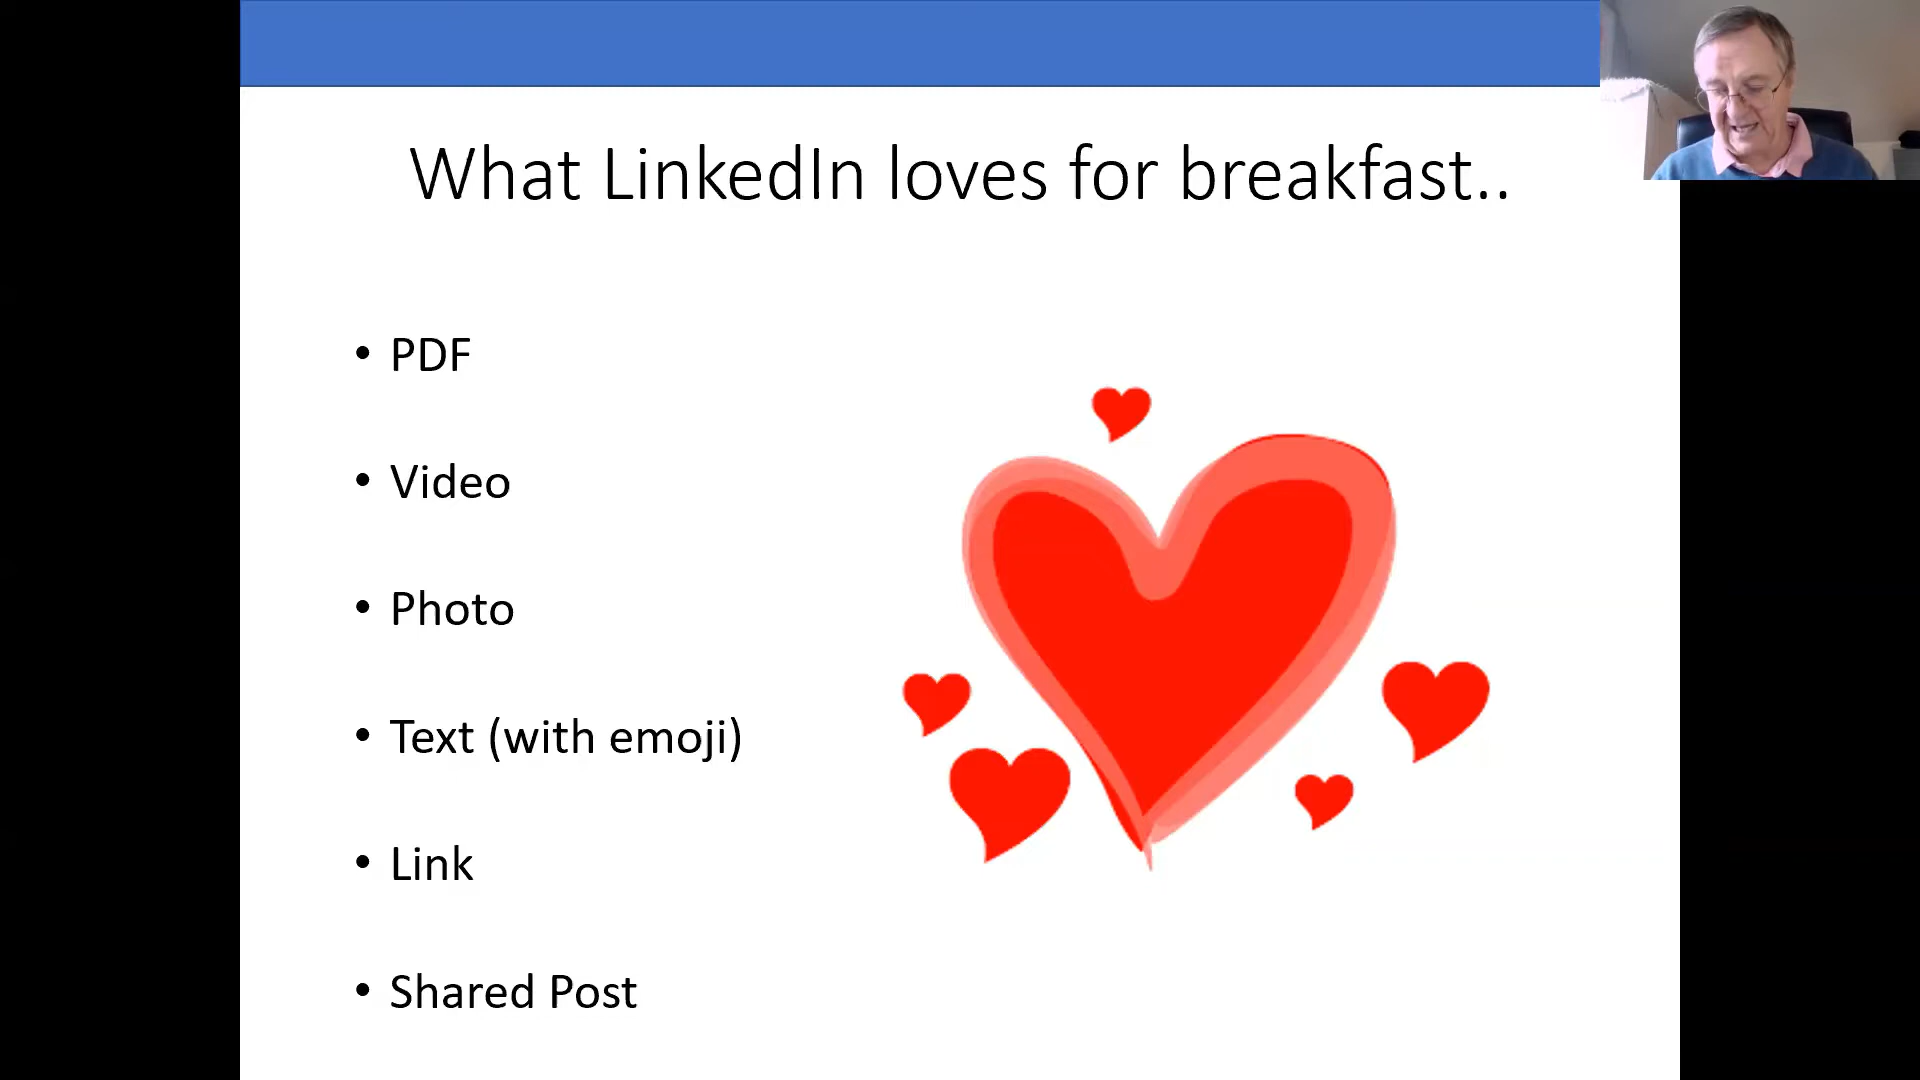 What LinkedIn loves for breakfast..
• PDF
• Video
• Photo
• Text (with emoji)
• Link
• Shared Post